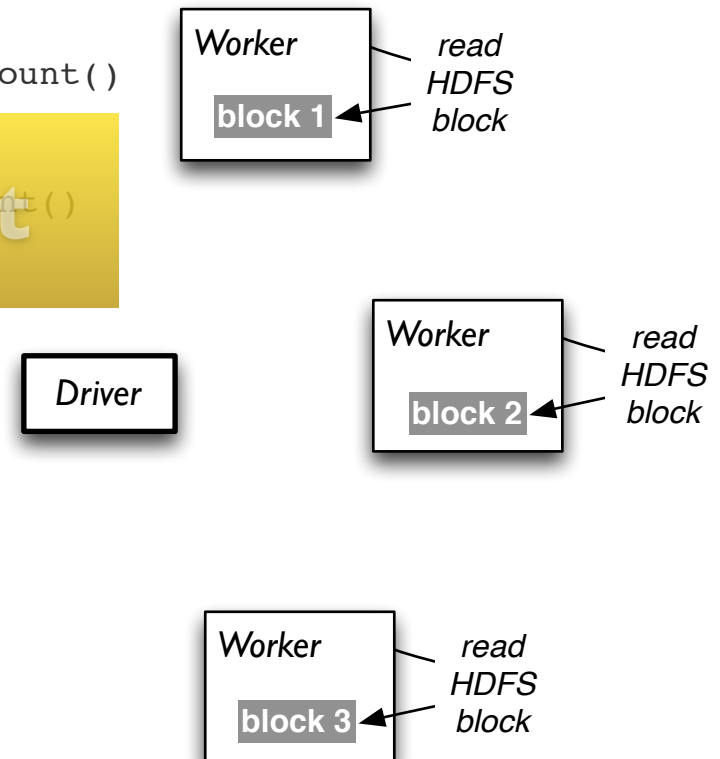 ount()
nt()
Worker
block 1
read
HDFS
block
Driver
Worker
block 2
read
HDFS
block
Worker
block 3
read
HDFS
block